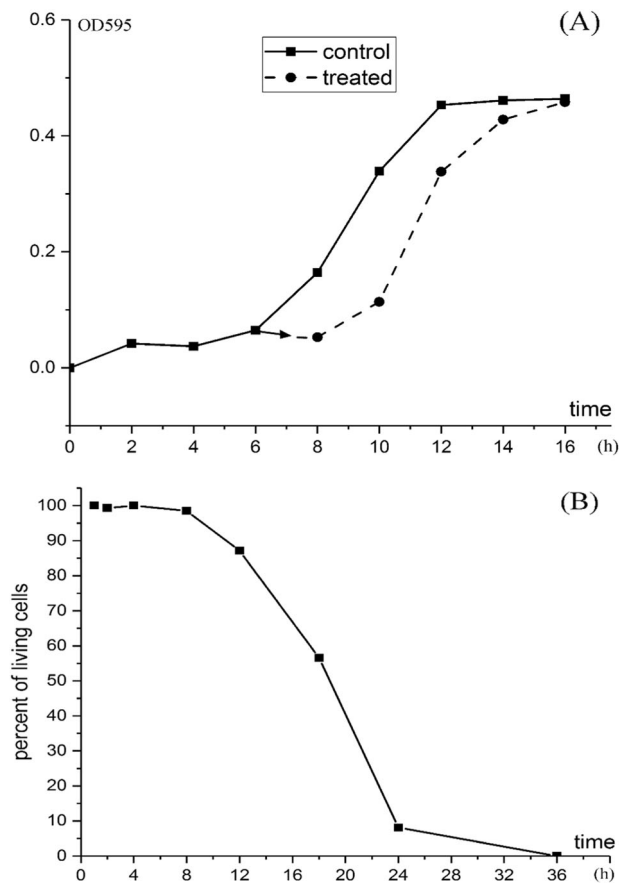 0.6
OD595
(A)
control
treated
0.4
0.2
0.0
time
0 2 4 6 8 10 12 14 16 (h)
(B)
100
90
80
70
60
50
40
30
20
10
0
percent of living cells
time
0 4 8 12 16 20 24 28 32 36 (h)